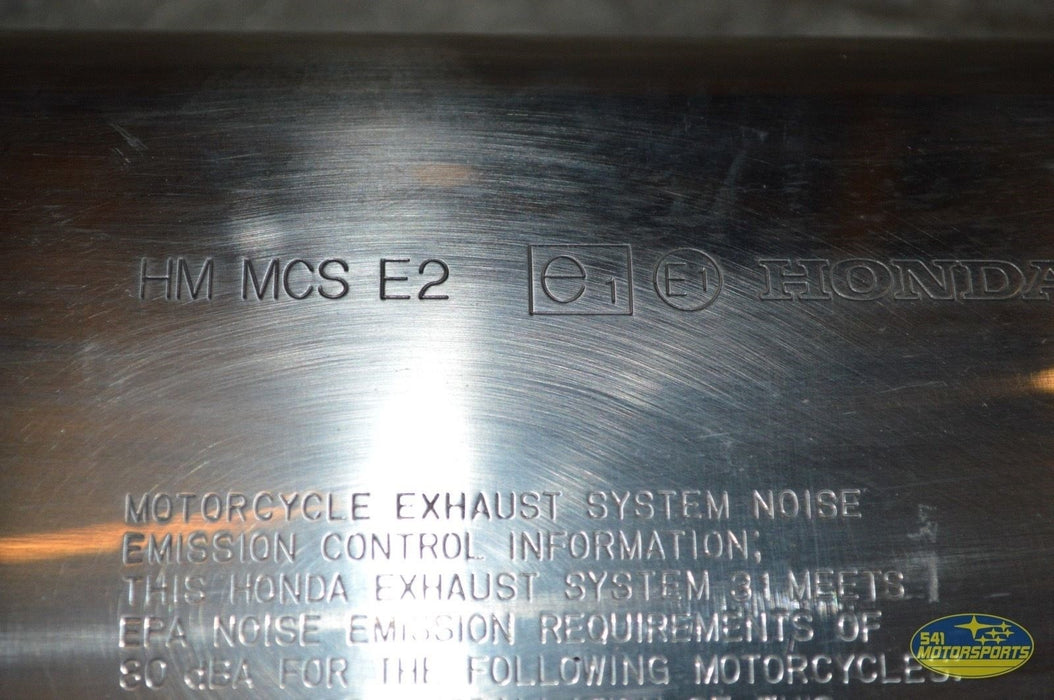 HM MCS E2 e1 E1 HONDA
MOTORCYCLE EXHAUST SYSTEM NOISE
EMISSION CONTROL INFORMATION;
THIS HONDA EXHAUST SYSTEM 31 MEETS
EPA NOISE EMISSION REQUIREMENTS OF
80 dBA FOR THE FOLLOWING MOTORCYCLES:
541
MOTORSPORTS